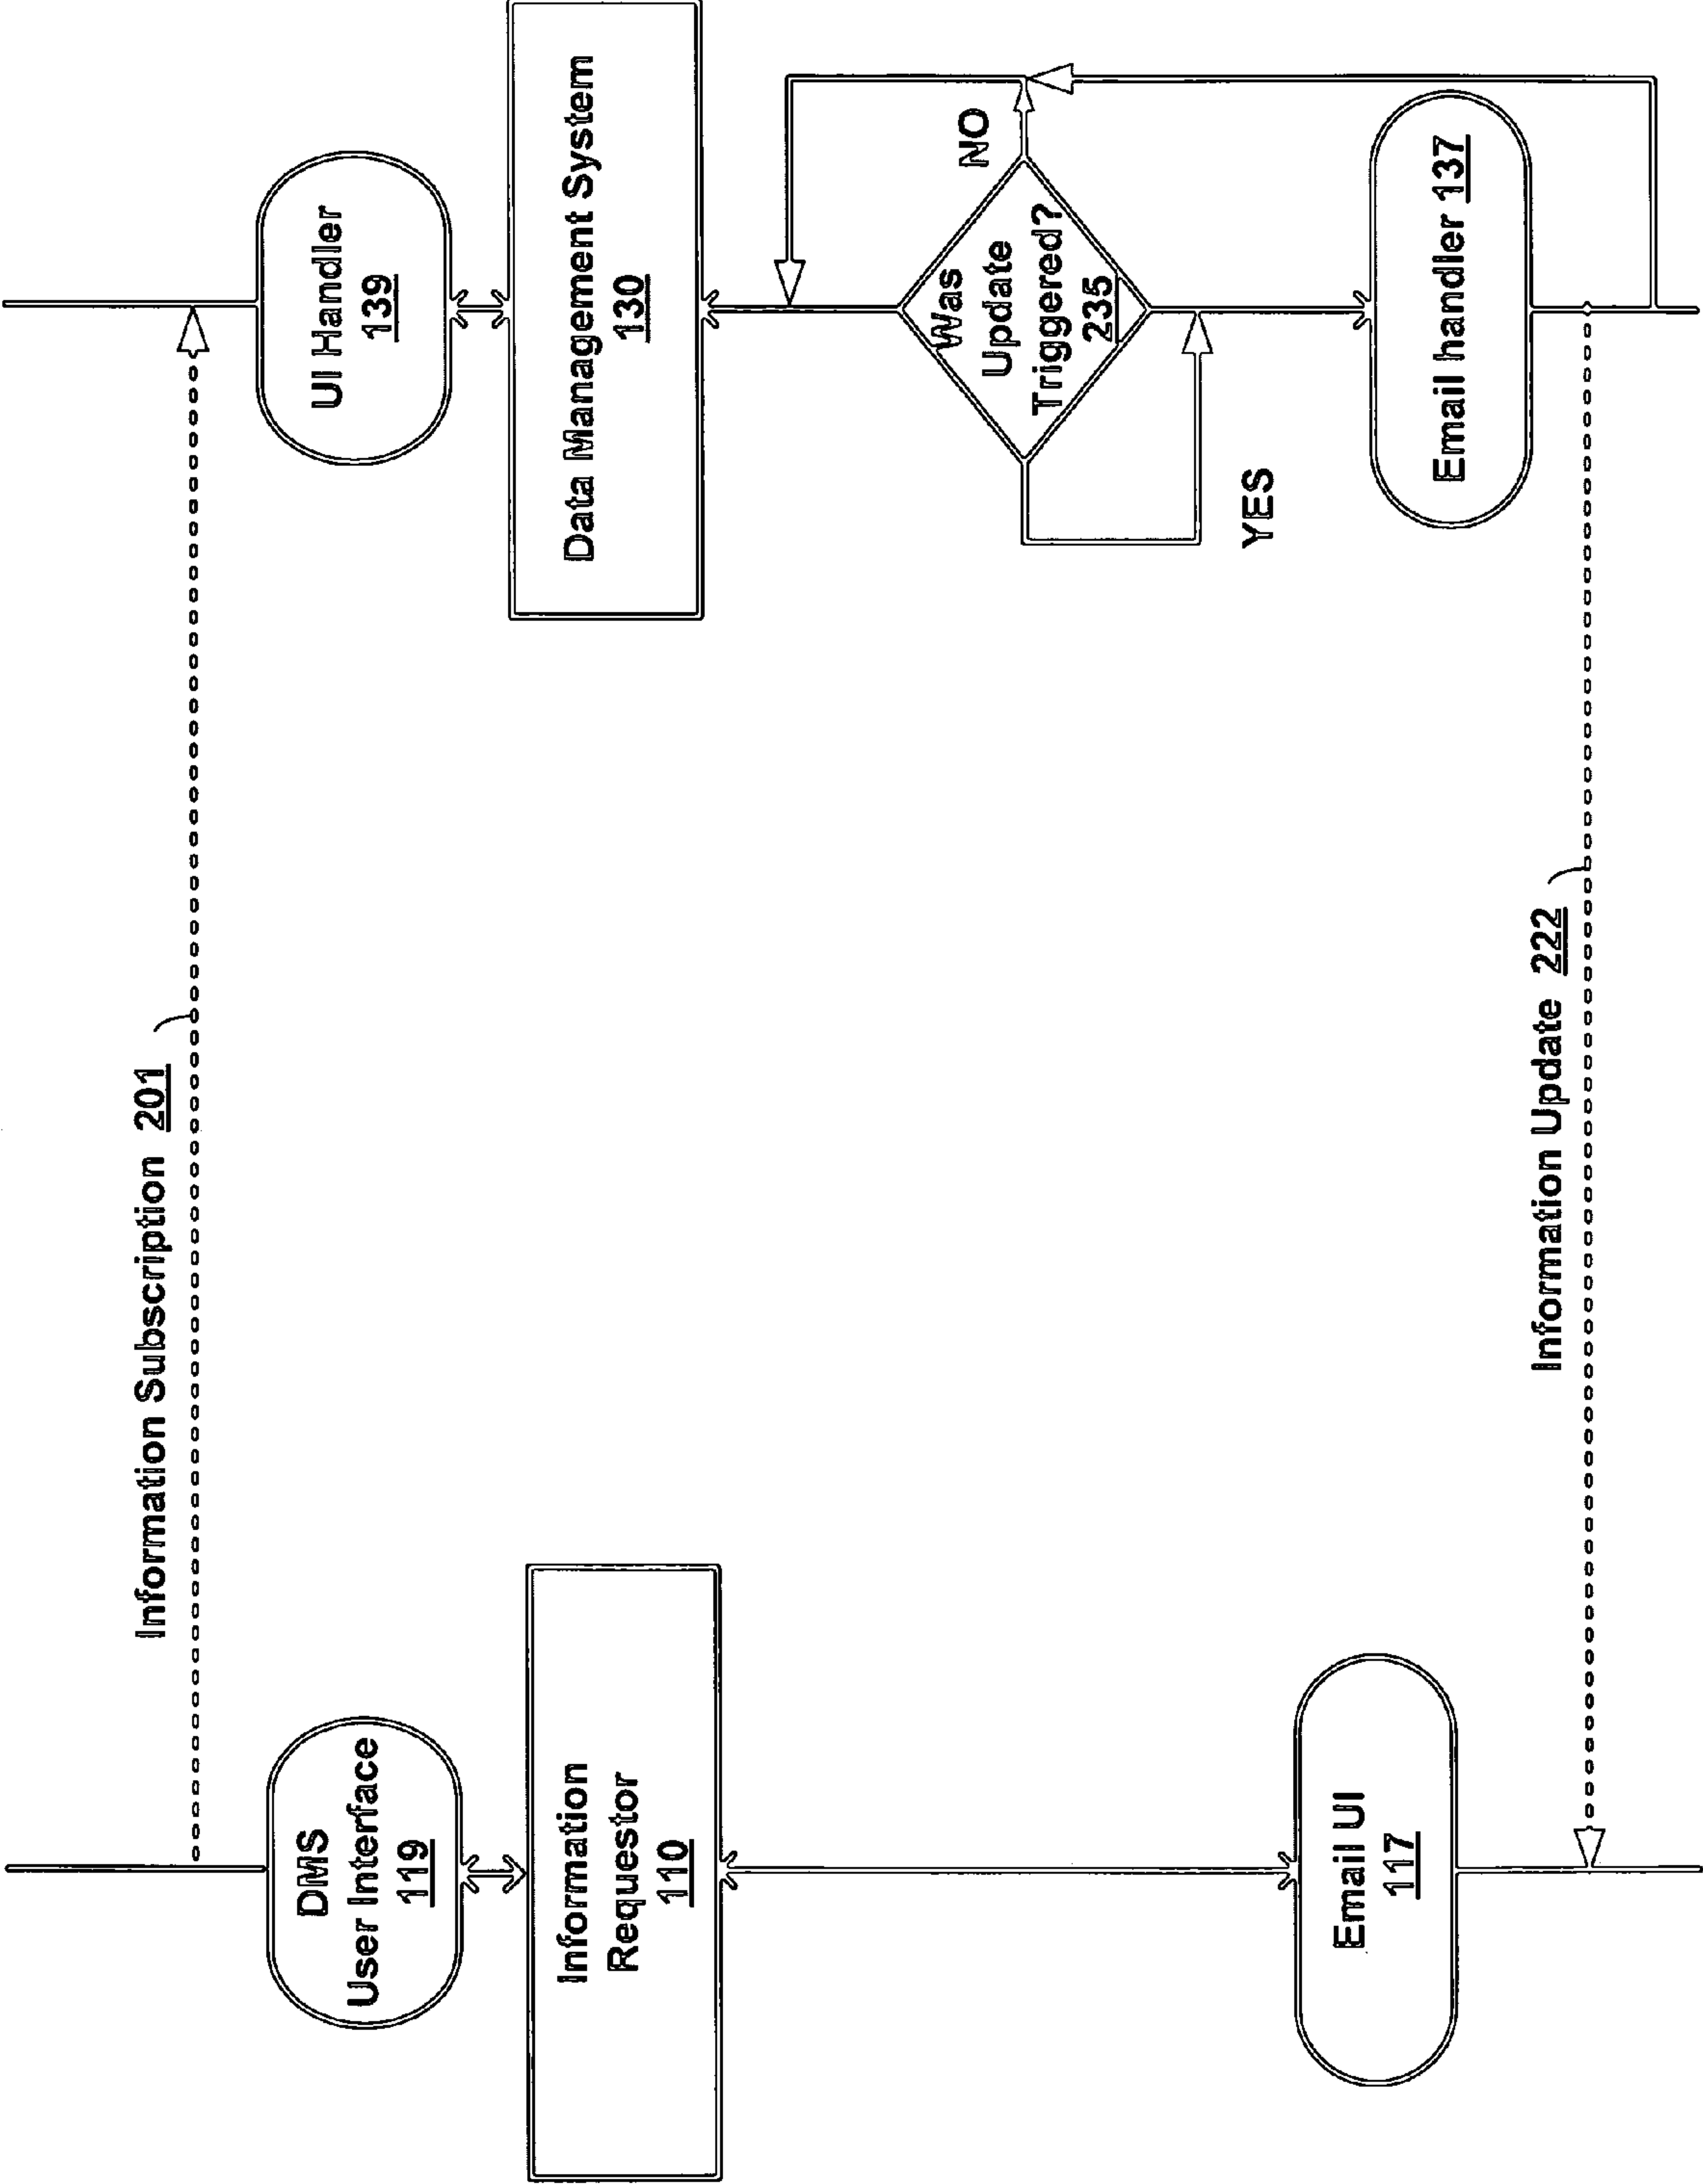 Information Subscription 201
DMS
User Interface
119
UI Handler
139
Information
Requestor
110
Data Management System
130
Was
Update
Triggered?
235
NO
YES
Email UI
117
Email handler 137
Information Update 222